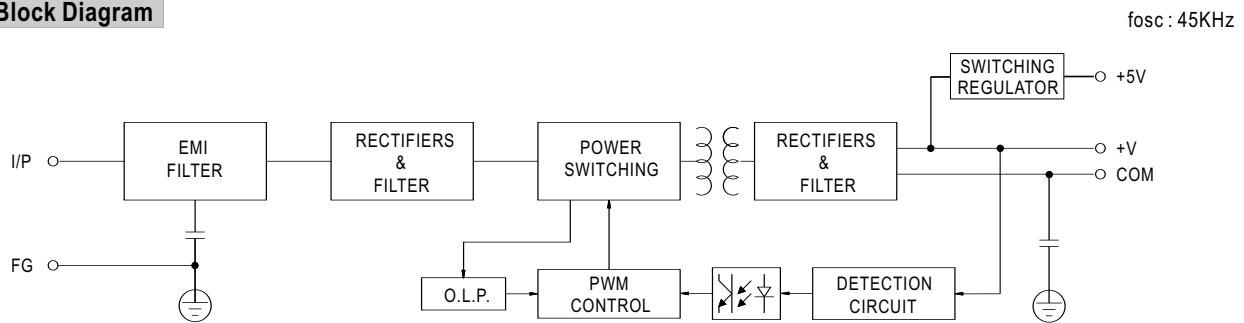 Block Diagram
fosc : 45KHz
SWITCHING
REGULATOR
+5V
I/P
EMI
FILTER
RECTIFIERS
&
FILTER
POWER
SWITCHING
RECTIFIERS
&
FILTER
+V
COM
FG
O.L.P.
PWM
CONTROL
DETECTION
CIRCUIT